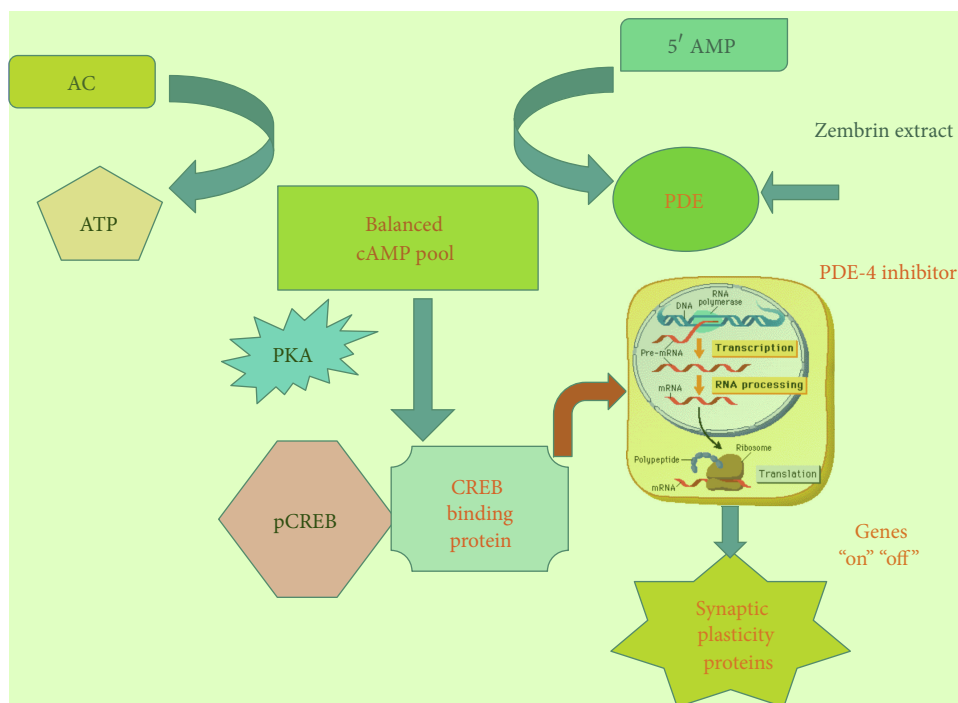 AC
5′ AMP
Zembrin extract
ATP
PDE
Balanced
cAMP pool
PDE-4 inhibitor
PKA
RNA
polymerase
DNA
Pre-mRNA
Transcription
RNA processing
mRNA
Ribosome
Polypeptide
Translation
mRNA
pCREB
CREB
binding
protein
Genes
“on” “off”
Synaptic
plasticity
proteins